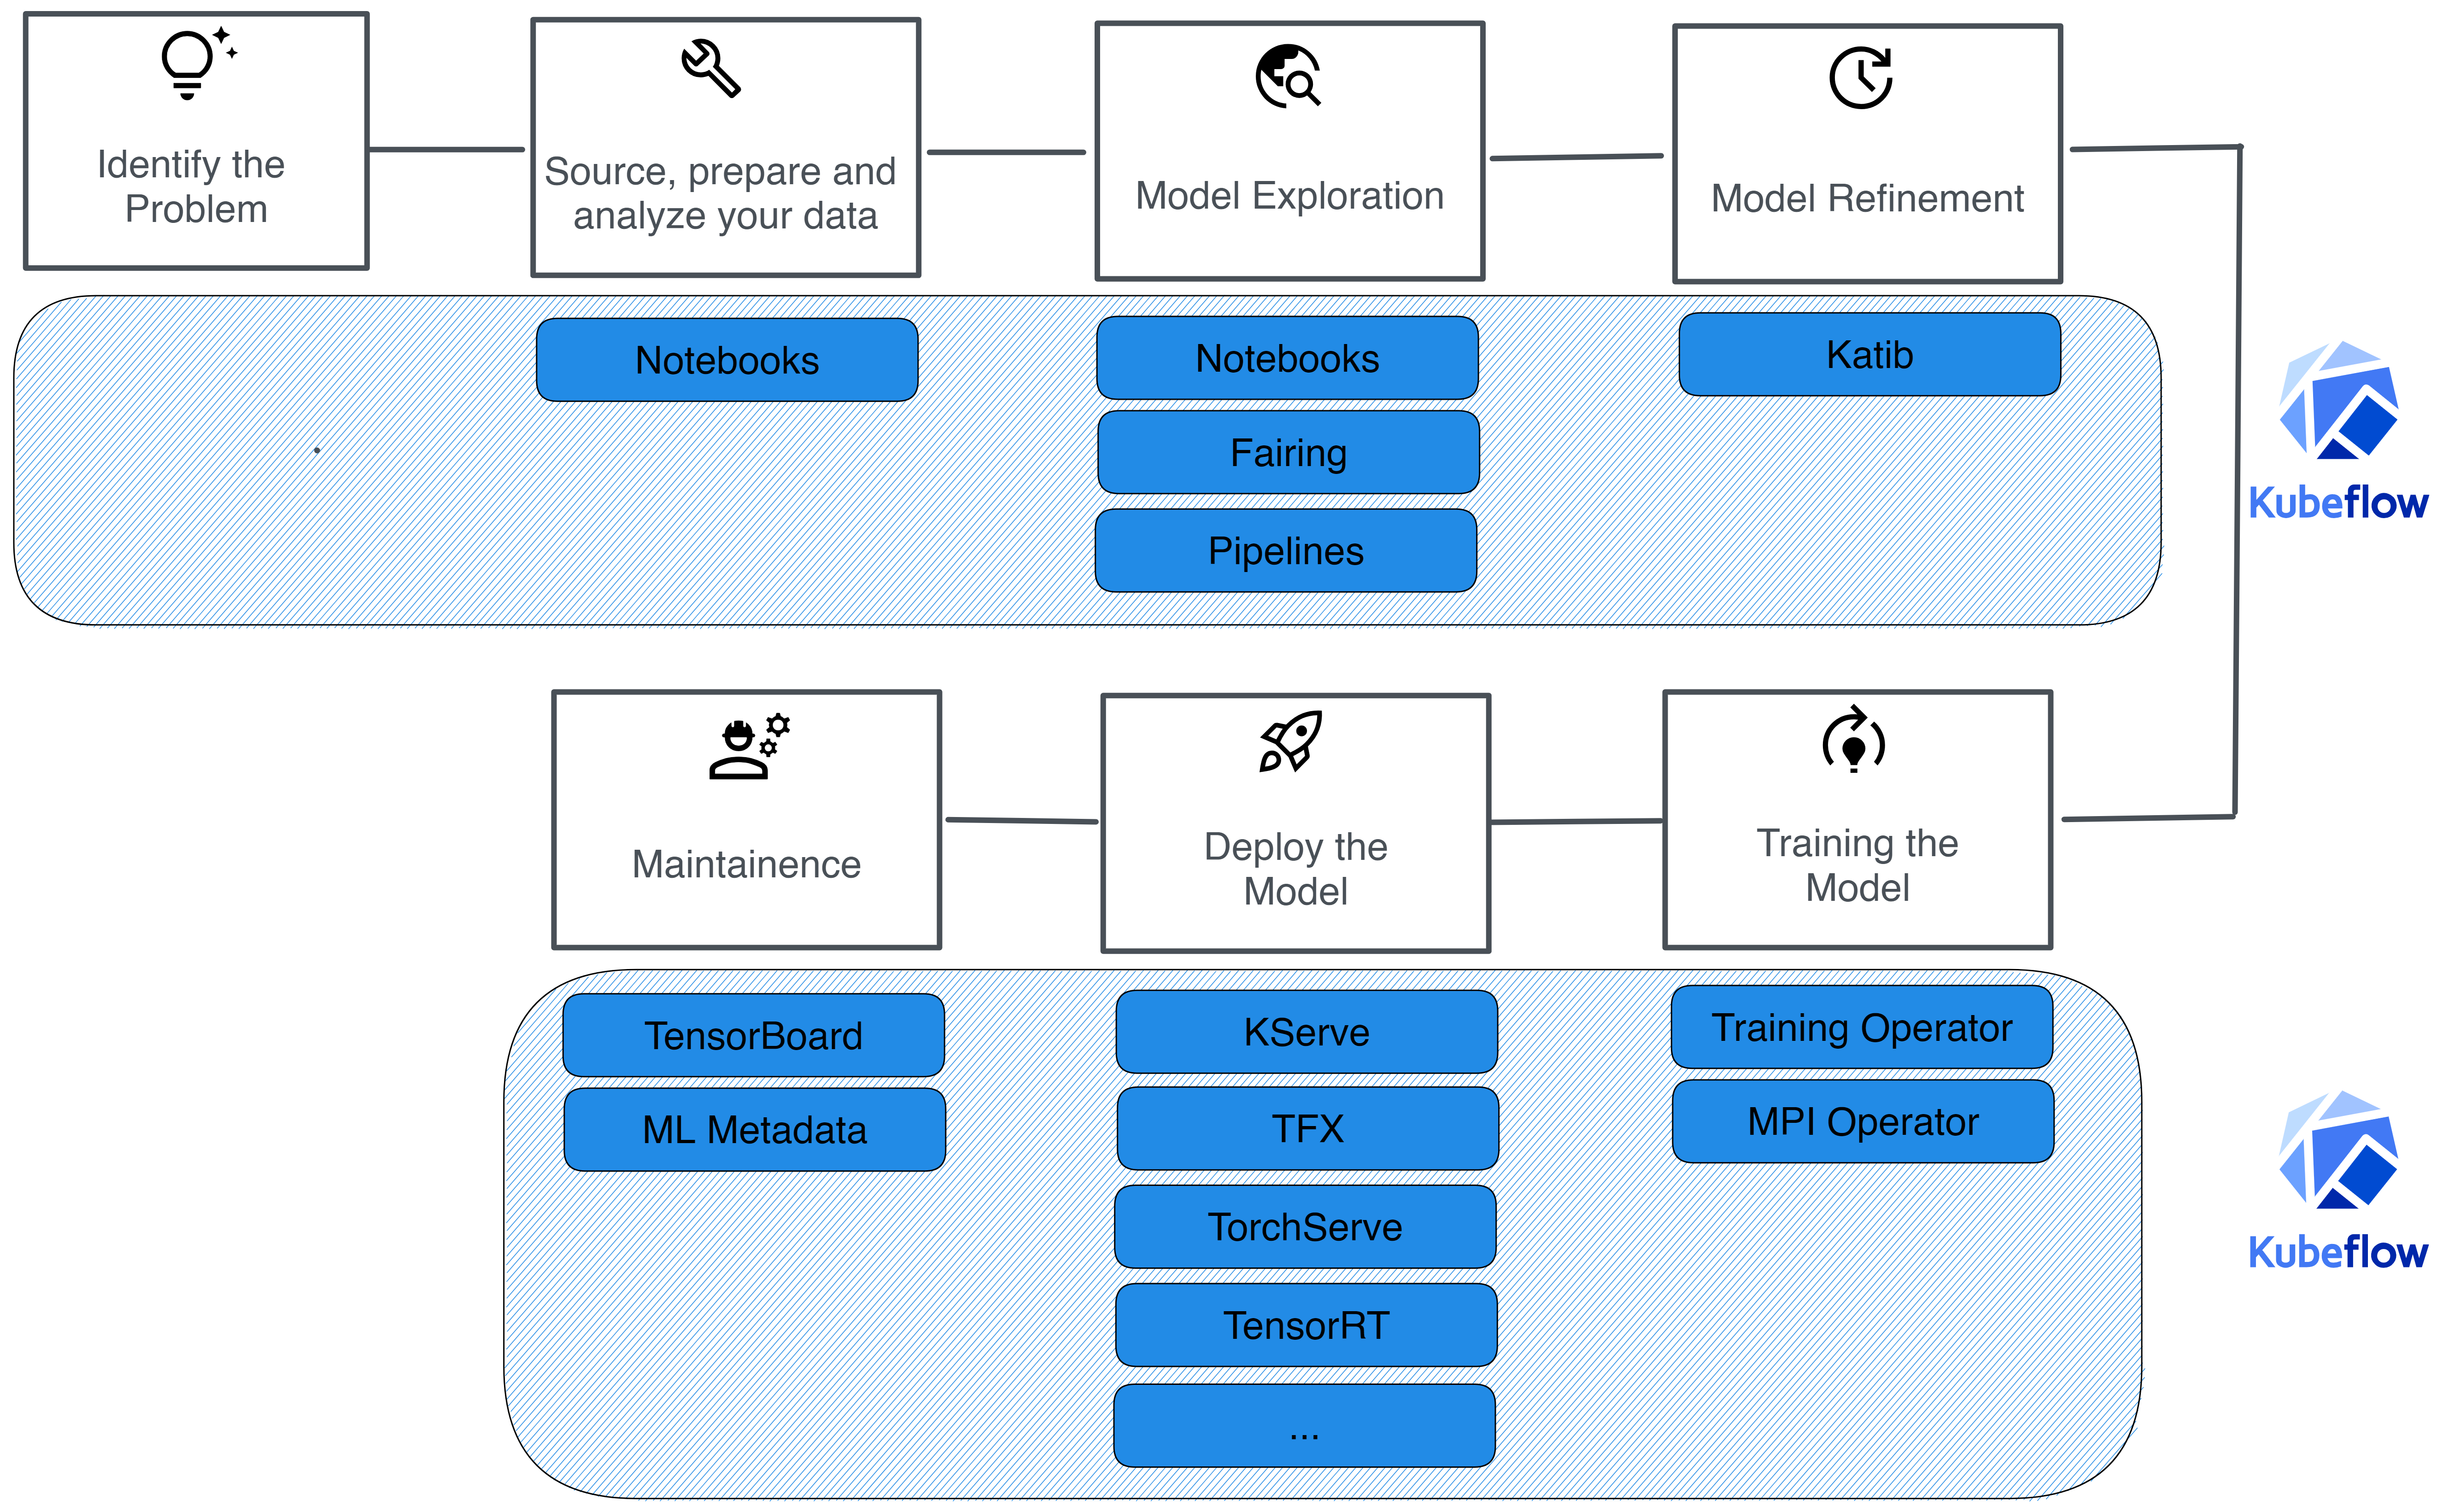 Identify the
Problem
Source, prepare and
analyze your data
Model Exploration
Model Refinement
Notebooks
Notebooks
Fairing
Pipelines
Katib
Kubeflow
Maintainence
Deploy the
Model
Training the
Model
TensorBoard
ML Metadata
KServe
TFX
TorchServe
TensorRT
...
Training Operator
MPI Operator
Kubeflow